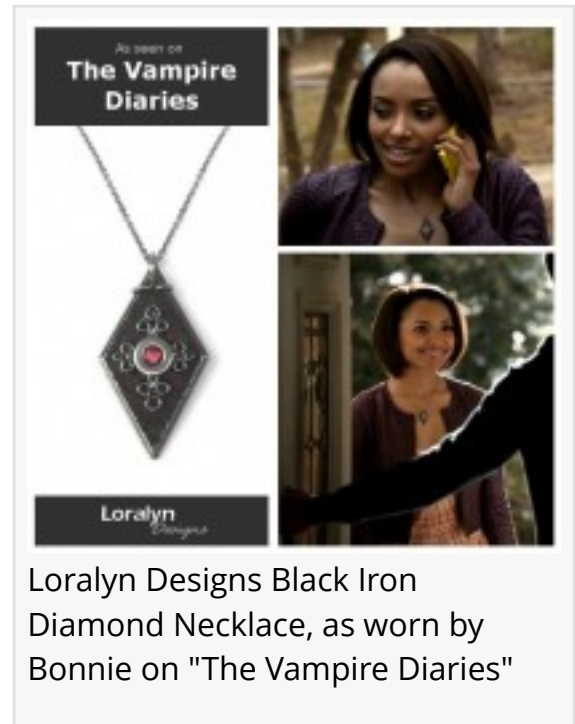 As seen on
The Vampire
Diaries
Loralyn
Designs
Loralyn Designs Black Iron
Diamond Necklace, as worn by
Bonnie on "The Vampire Diaries"